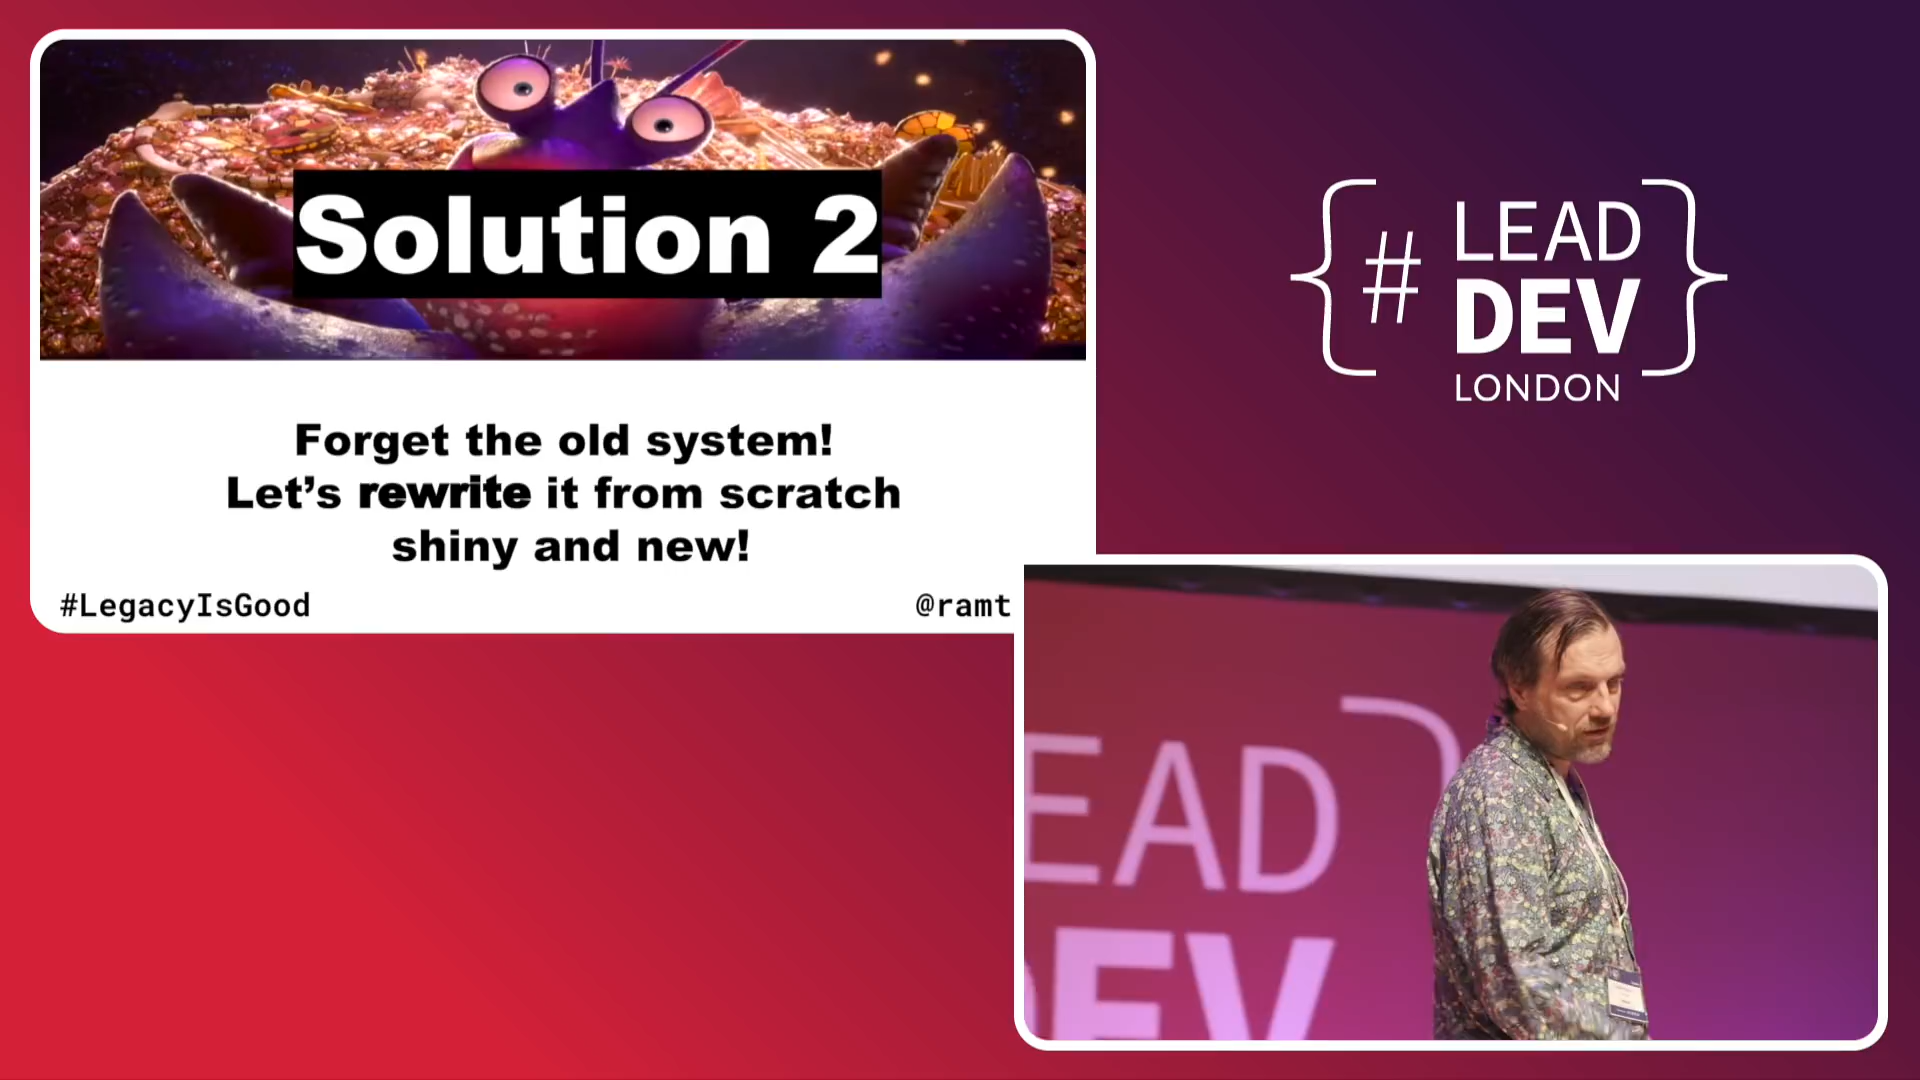 Solution 2
Forget the old system!
Let's rewrite it from scratch
shiny and new!
#LegacyIsGood
@ramt
# LEAD
DEV
LONDON
EAD
DEV